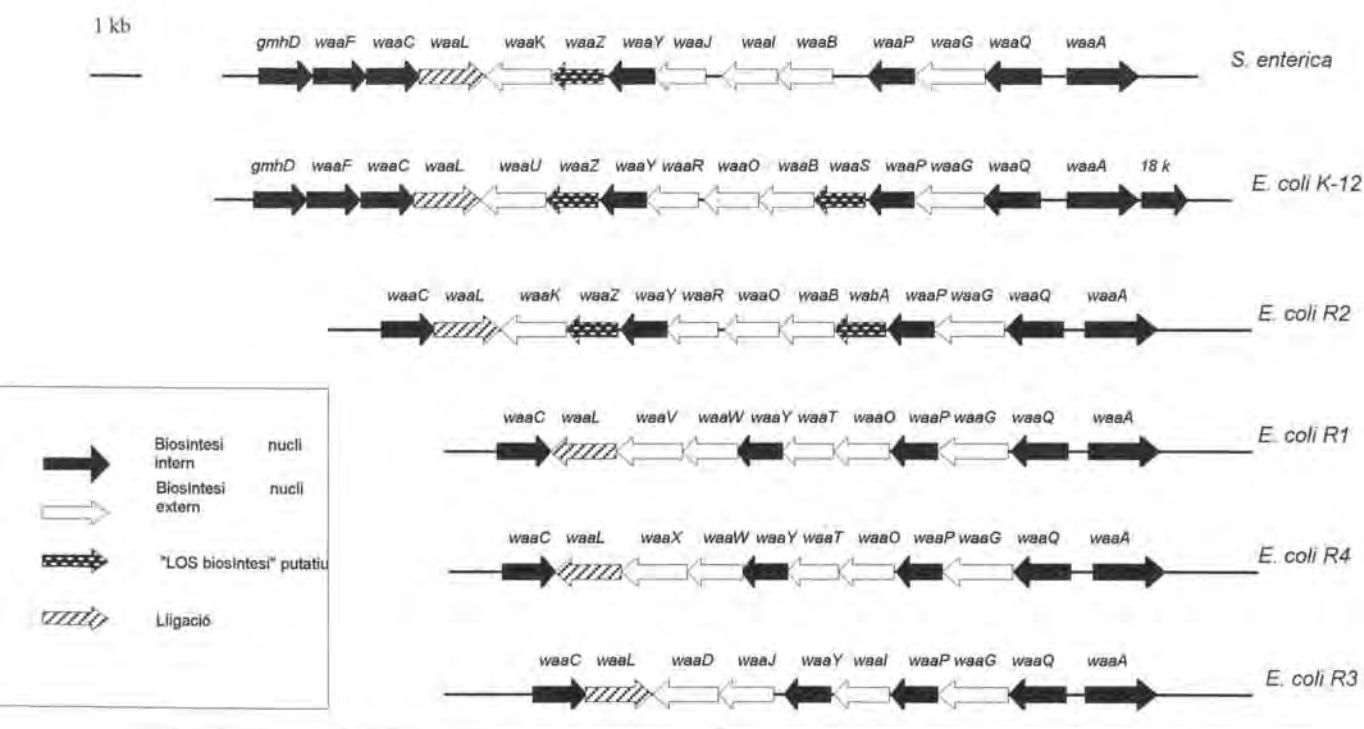 1 kb
gmhD waaF waaC waaL waaK waaZ waaY waaJ waaI waaB waaP waaG waaQ waaA
S. enterica
gmhD waaF waaC waaL waaU waaZ waaY waaR waaO waaB waaS waaP waaG waaQ waaA 18 k
E. coli K-12
waaC waaL waaK waaZ waaY waaR waaO waaB wabA waaP waaG waaQ waaA
E. coli R2
waaC waaL waaV waaW waaY waaT waaO waaP waaG waaQ waaA
E. coli R1
waaC waaL waaX waaW waaY waaT waaO waaP waaG waaQ waaA
E. coli R4
waaC waaL waaD waaJ waaY waaI waaP waaG waaQ waaA
E. coli R3
Biosíntesi nucli
intern
Biosíntesi nucli
extern
"LOS biosíntesi" putatiu
Lligació